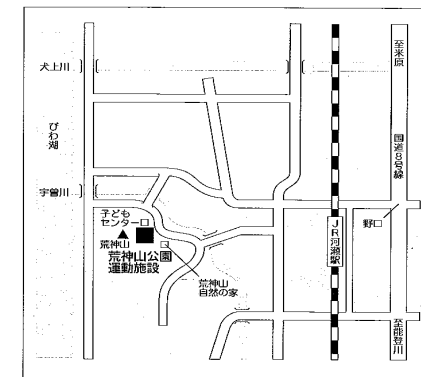 至米原
犬上川
びわ湖
国道8号線
宇曽川
子ども
センター
荒神山
荒神山公園
運動施設
荒神山
自然の家
JR河瀬駅
野口
至能登川